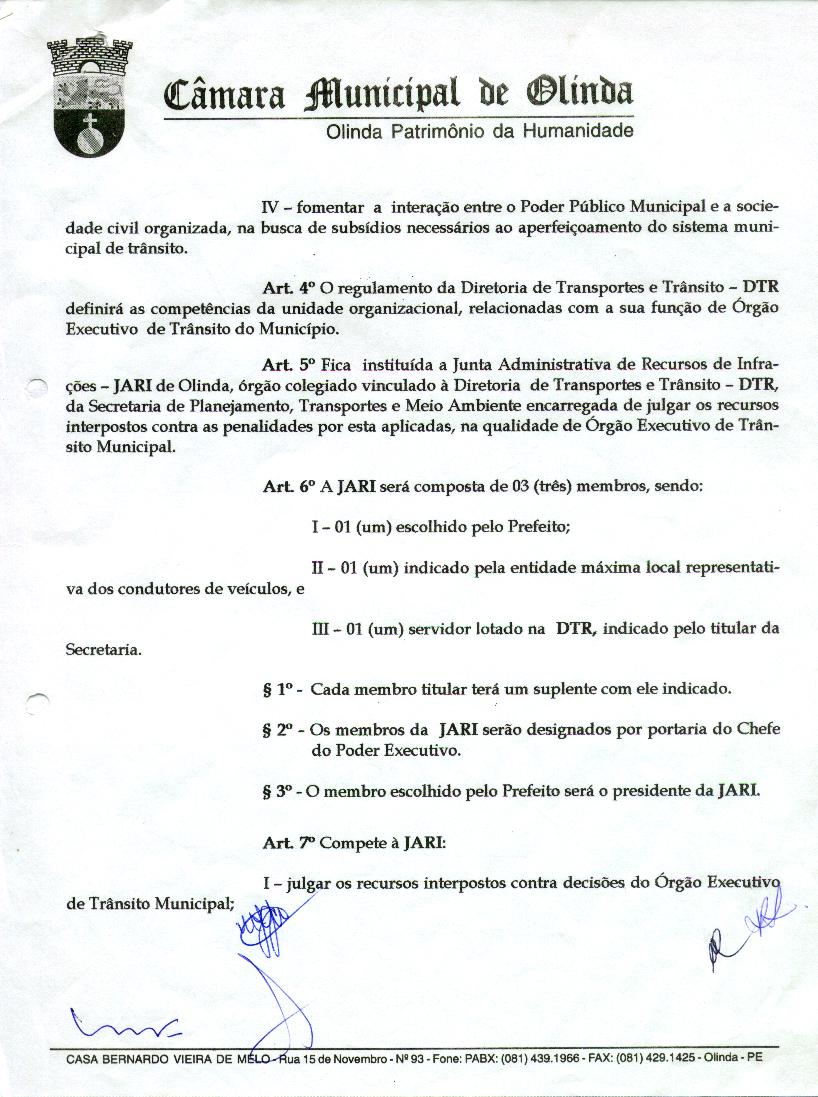 Câmara Municipal de Olinda
Olinda Patrimônio da Humanidade
IV – fomentar a interação entre o Poder Público Municipal e a socie-
dade civil organizada, na busca de subsídios necessários ao aperfeiçoamento do sistema muni-
cipal de trânsito.
Art. 4º O regulamento da Diretoria de Transportes e Trânsito – DTR
definirá as competências da unidade organizacional, relacionadas com a sua função de Órgão
Executivo de Trânsito do Município.
Art. 5º Fica instituída a Junta Administrativa de Recursos de Infra-
ções – JARI de Olinda, órgão colegiado vinculado à Diretoria de Transportes e Trânsito – DTR,
da Secretaria de Planejamento, Transportes e Meio Ambiente encarregada de julgar os recursos
interpostos contra as penalidades por esta aplicadas, na qualidade de Órgão Executivo de Trân-
sito Municipal.
Art. 6º A JARI será composta de 03 (três) membros, sendo:
I – 01 (um) escolhido pelo Prefeito;
II – 01 (um) indicado pela entidade máxima local representati-
va dos condutores de veículos, e
III – 01 (um) servidor lotado na DTR, indicado pelo titular da
Secretaria.
§ 1º - Cada membro titular terá um suplente com ele indicado.
§ 2º - Os membros da JARI serão designados por portaria do Chefe
do Poder Executivo.
§ 3º - O membro escolhido pelo Prefeito será o presidente da JARI.
Art. 7º Compete à JARI:
I – julgar os recursos interpostos contra decisões do Órgão Executivo
de Trânsito Municipal;
CASA BERNARDO VIEIRA DE MELO - Rua 15 de Novembro - Nº 93 - Fone: PABX: (081) 439.1966 - FAX: (081) 429.1425 - Olinda - PE